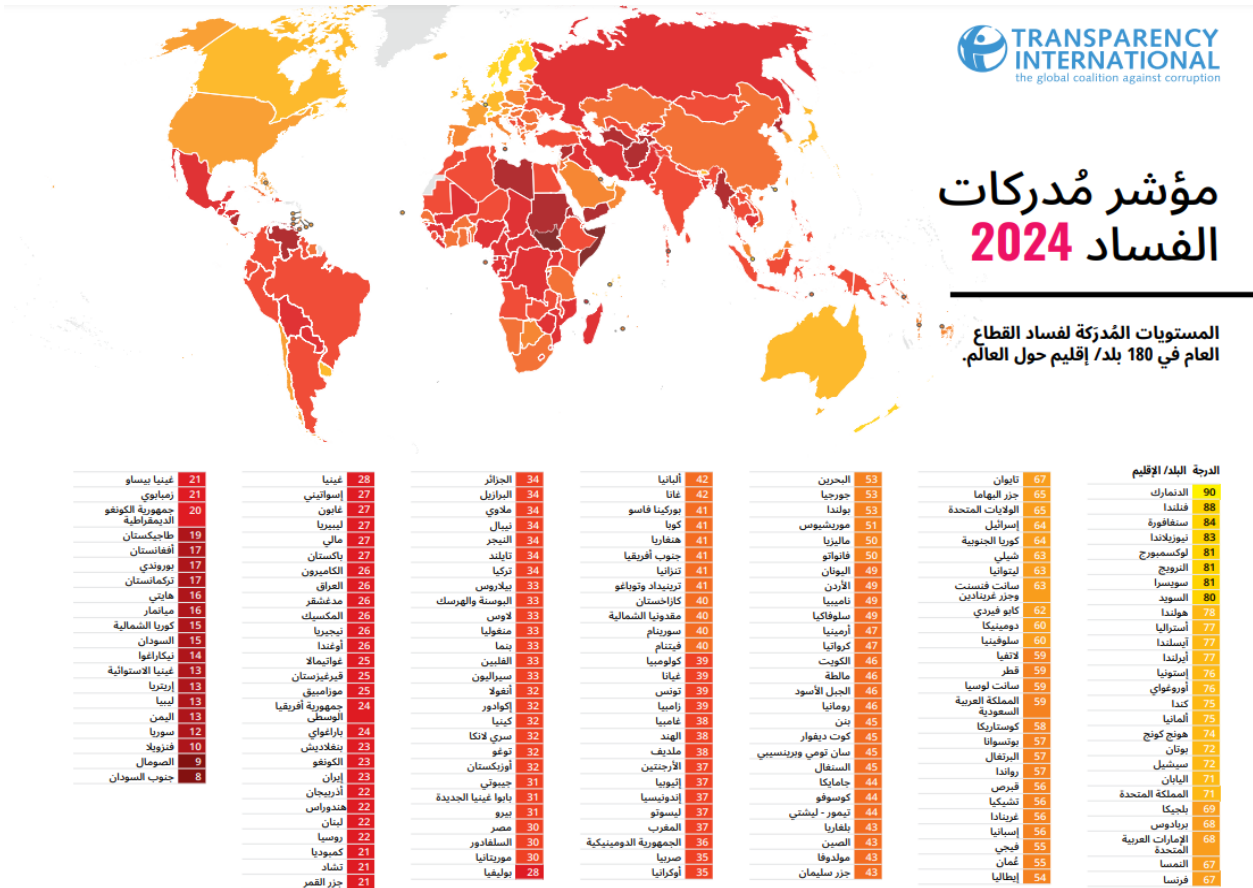 TRANSPARENCY
INTERNATIONAL
the global coalition against corruption
مؤشر مُدركات
الفساد 2024
المستويات المُدرَكة لفساد القطاع
العام في 180 بلد/ إقليم حول العالم.
الدرجة البلد/ الإقليم
90 الدنمارك
88 فنلندا
84 سنغافورة
83 نيوزيلاندا
81 لوكسمبورج
81 النرويج
81 سويسرا
80 السويد
78 هولندا
77 أستراليا
77 آيسلندا
77 أيرلندا
76 إستونيا
76 أوروغواي
75 كندا
75 ألمانيا
74 هونج كونج
72 بوتان
72 سيشيل
71 اليابان
71 المملكة المتحدة
69 بلجيكا
68 بربادوس
68 الإمارات العربية
المتحدة
67 النمسا
67 فرنسا
67 تايوان
65 جزر البهاما
65 الولايات المتحدة
64 إسرائيل
64 كوريا الجنوبية
63 شيلي
63 ليتوانيا
63 سانت فنسنت
وجزر غرينادين
62 كابو فيردي
60 دومينيكا
60 سلوفينيا
59 لاتفيا
59 قطر
59 سانت لوسيا
59 المملكة العربية
السعودية
58 كوستاريكا
57 بوتسوانا
57 البرتغال
57 رواندا
56 قبرص
56 تشيكيا
56 غرينادا
56 إسبانيا
55 فيجي
55 عُمان
54 إيطاليا
53 البحرين
53 جورجيا
53 بولندا
51 موريشيوس
50 ماليزيا
50 فانواتو
49 اليونان
49 الأردن
49 ناميبيا
49 سلوفاكيا
47 أرمينيا
47 كرواتيا
46 الكويت
46 مالطة
46 الجبل الأسود
46 رومانيا
45 بنن
45 كوت ديفوار
45 سان تومي وبرينسيبي
45 السنغال
44 جامايكا
44 كوسوفو
44 تيمور - ليشتي
43 بلغاريا
43 الصين
43 مولدوفا
43 جزر سليمان
42 ألبانيا
42 غانا
41 بوركينا فاسو
41 كوبا
41 هنغاريا
41 جنوب أفريقيا
41 تنزانيا
41 ترينيداد وتوباغو
40 كازاخستان
40 مقدونيا الشمالية
40 سورينام
40 فيتنام
39 كولومبيا
39 غيانا
39 تونس
39 زامبيا
38 غامبيا
38 الهند
38 ملديف
37 الأرجنتين
37 إثيوبيا
37 إندونيسيا
37 ليسوتو
37 المغرب
36 الجمهورية الدومينيكية
35 صربيا
35 أوكرانيا
34 الجزائر
34 البرازيل
34 ملاوي
34 نيبال
34 النيجر
34 تايلند
34 تركيا
33 بيلاروس
33 البوسنة والهرسك
33 لاوس
33 منغوليا
33 بنما
33 الفلبين
33 سيراليون
32 أنغولا
32 إكوادور
32 كينيا
32 سري لانكا
32 توغو
32 أوزبكستان
31 جيبوتي
31 بابوا غينيا الجديدة
31 بيرو
30 مصر
30 السلفادور
30 موريتانيا
28 بوليفيا
28 غينيا
27 إسواتيني
27 غابون
27 ليبيريا
27 مالي
27 باكستان
26 الكاميرون
26 العراق
26 مدغشقر
26 المكسيك
26 نيجيريا
26 أوغندا
25 غواتيمالا
25 قيرغيزستان
25 موزامبيق
24 جمهورية أفريقيا
الوسطى
24 باراغواي
23 بنغلاديش
23 الكونغو
23 إيران
22 أذربيجان
22 هندوراس
22 لبنان
22 روسيا
21 كمبوديا
21 تشاد
21 جزر القمر
21 غينيا بيساو
21 زمبابوي
20 جمهورية الكونغو
الديمقراطية
19 طاجيكستان
17 أفغانستان
17 بوروندي
17 تركمانستان
16 هايتي
16 ميانمار
15 كوريا الشمالية
15 السودان
14 نيكاراغوا
13 غينيا الاستوائية
13 إريتريا
13 ليبيا
13 اليمن
12 سوريا
10 فنزويلا
9 الصومال
8 جنوب السودان